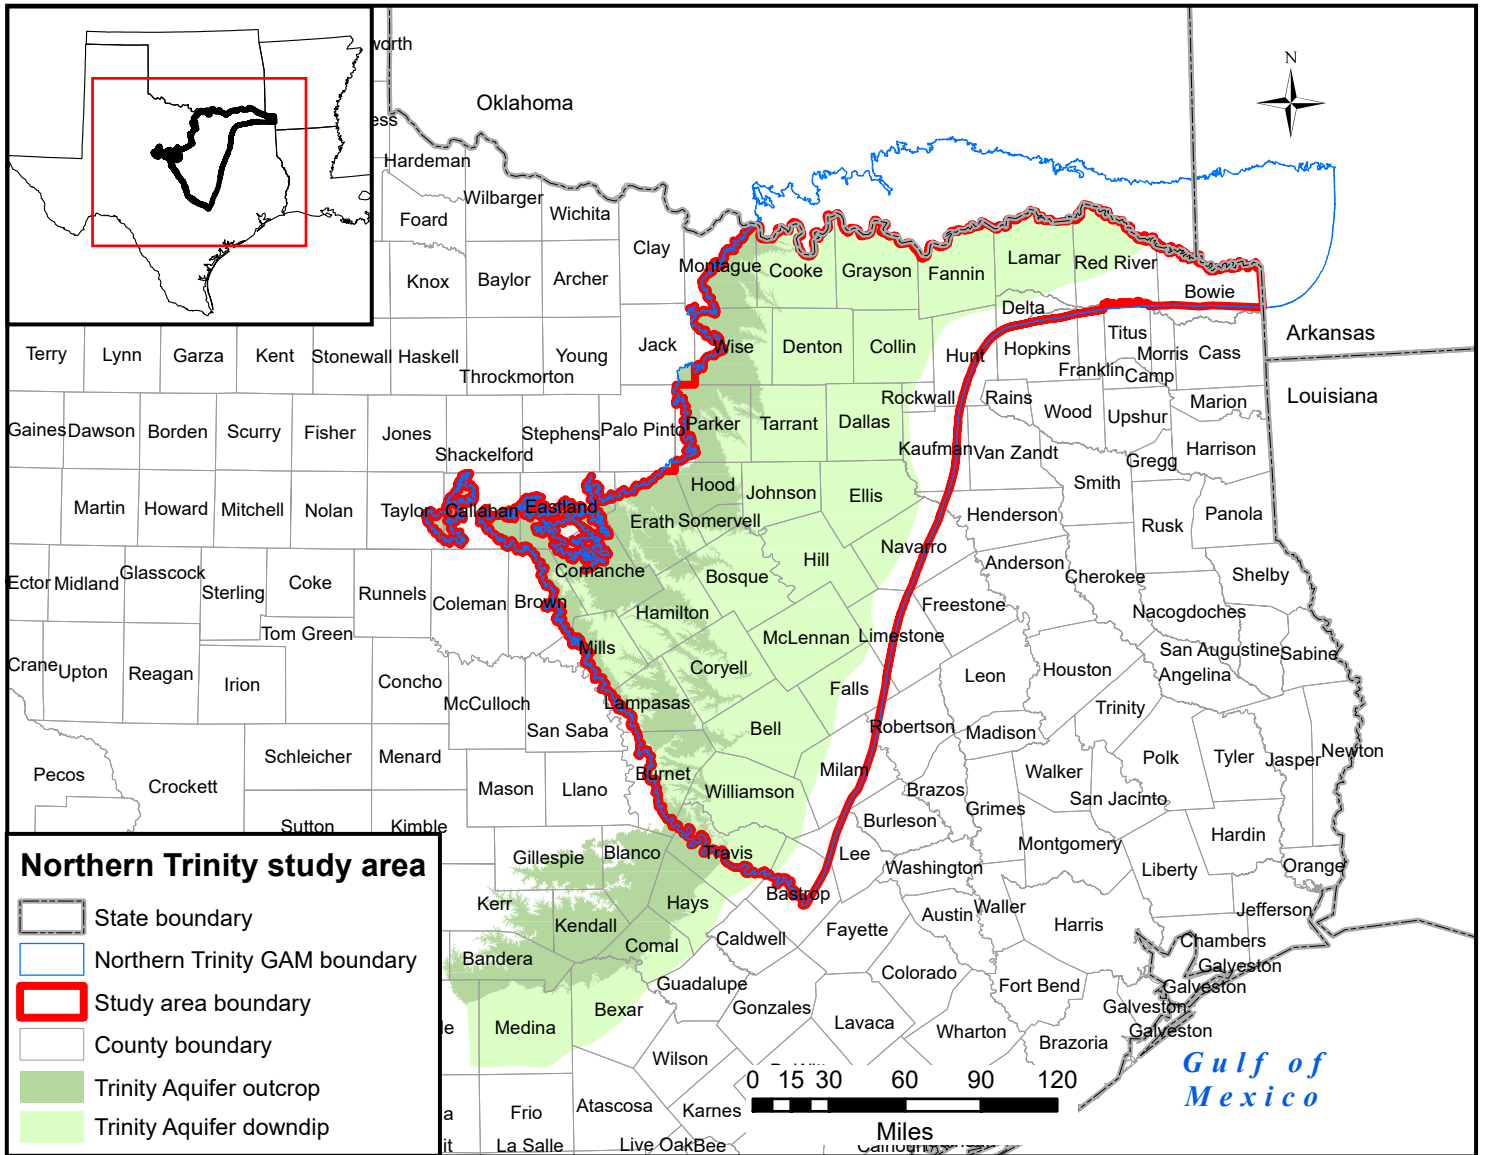 worth
Oklahoma
N
ess
Hardeman
Wilbarger
Foard
Wichita
Clay
Montague
Cooke
Grayson
Fannin
Lamar
Red River
Bowie
Knox
Baylor
Archer
Delta
Arkansas
Terry
Lynn
Garza
Kent
Stonewall
Haskell
Throckmorton
Young
Jack
Wise
Denton
Collin
Hunt
Hopkins
Titus
Franklin
Morris
Camp
Cass
Louisiana
Gaines
Dawson
Borden
Scurry
Fisher
Jones
Shackelford
Stephens
Palo Pinto
Parker
Tarrant
Dallas
Rockwall
Kaufman
Rains
Wood
Van Zandt
Upshur
Marion
Harrison
Gregg
Martin
Howard
Mitchell
Nolan
Taylor
Callahan
Eastland
Erath
Hood
Somervell
Johnson
Ellis
Henderson
Smith
Rusk
Panola
Ector
Midland
Glasscock
Sterling
Coke
Runnels
Coleman
Brown
Comanche
Hamilton
Bosque
Hill
Navarro
Anderson
Cherokee
Shelby
Tom Green
Freestone
Nacogdoches
Crane
Upton
Reagan
Irion
Concho
McCulloch
Mills
Coryell
McLennan
Limestone
Leon
Houston
San Augustine
Angelina
Sabine
San Saba
Lampasas
Bell
Falls
Robertson
Madison
Trinity
Pecos
Crockett
Schleicher
Menard
Mason
Llano
Burnet
Williamson
Milam
Brazos
Grimes
Walker
San Jacinto
Polk
Tyler
Jasper
Newton
Sutton
Kimble
Gillespie
Blanco
Travis
Lee
Burleson
Washington
Montgomery
Liberty
Hardin
Orange
Kerr
Kendall
Hays
Bastrop
Austin
Waller
Harris
Jefferson
Bandera
Comal
Caldwell
Fayette
Colorado
Fort Bend
Chambers
Galveston
Galveston
Galveston
Galveston
Medina
Bexar
Guadalupe
Gonzales
Lavaca
Wharton
Brazoria
Wilson
Frio
Atascosa
Karnes
La Salle
Live Oak
Bee
Calhoun
Gulf of
Mexico
0 15 30 60 90 120
Miles
Northern Trinity study area
State boundary
Northern Trinity GAM boundary
Study area boundary
County boundary
Trinity Aquifer outcrop
Trinity Aquifer downdip